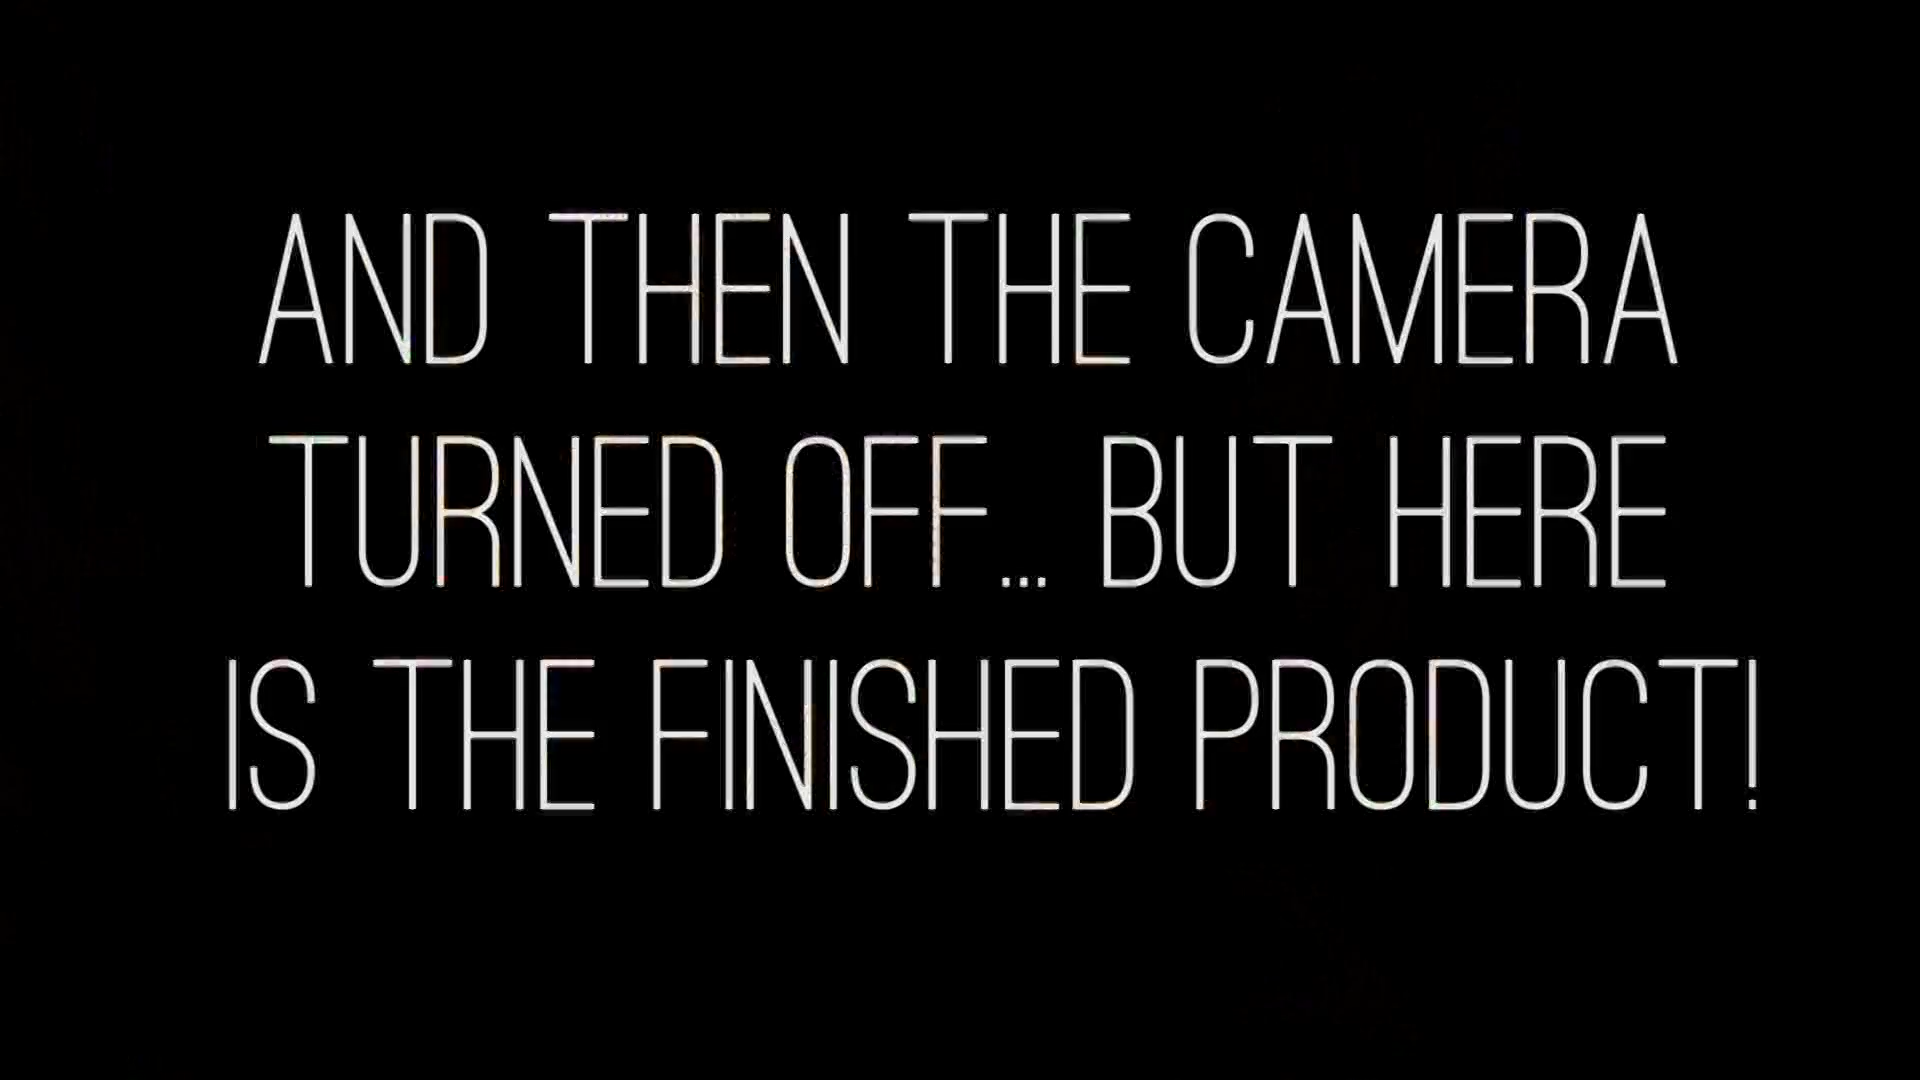 AND THEN THE CAMERA
TURNED OFF... BUT HERE
IS THE FINISHED PRODUCT!